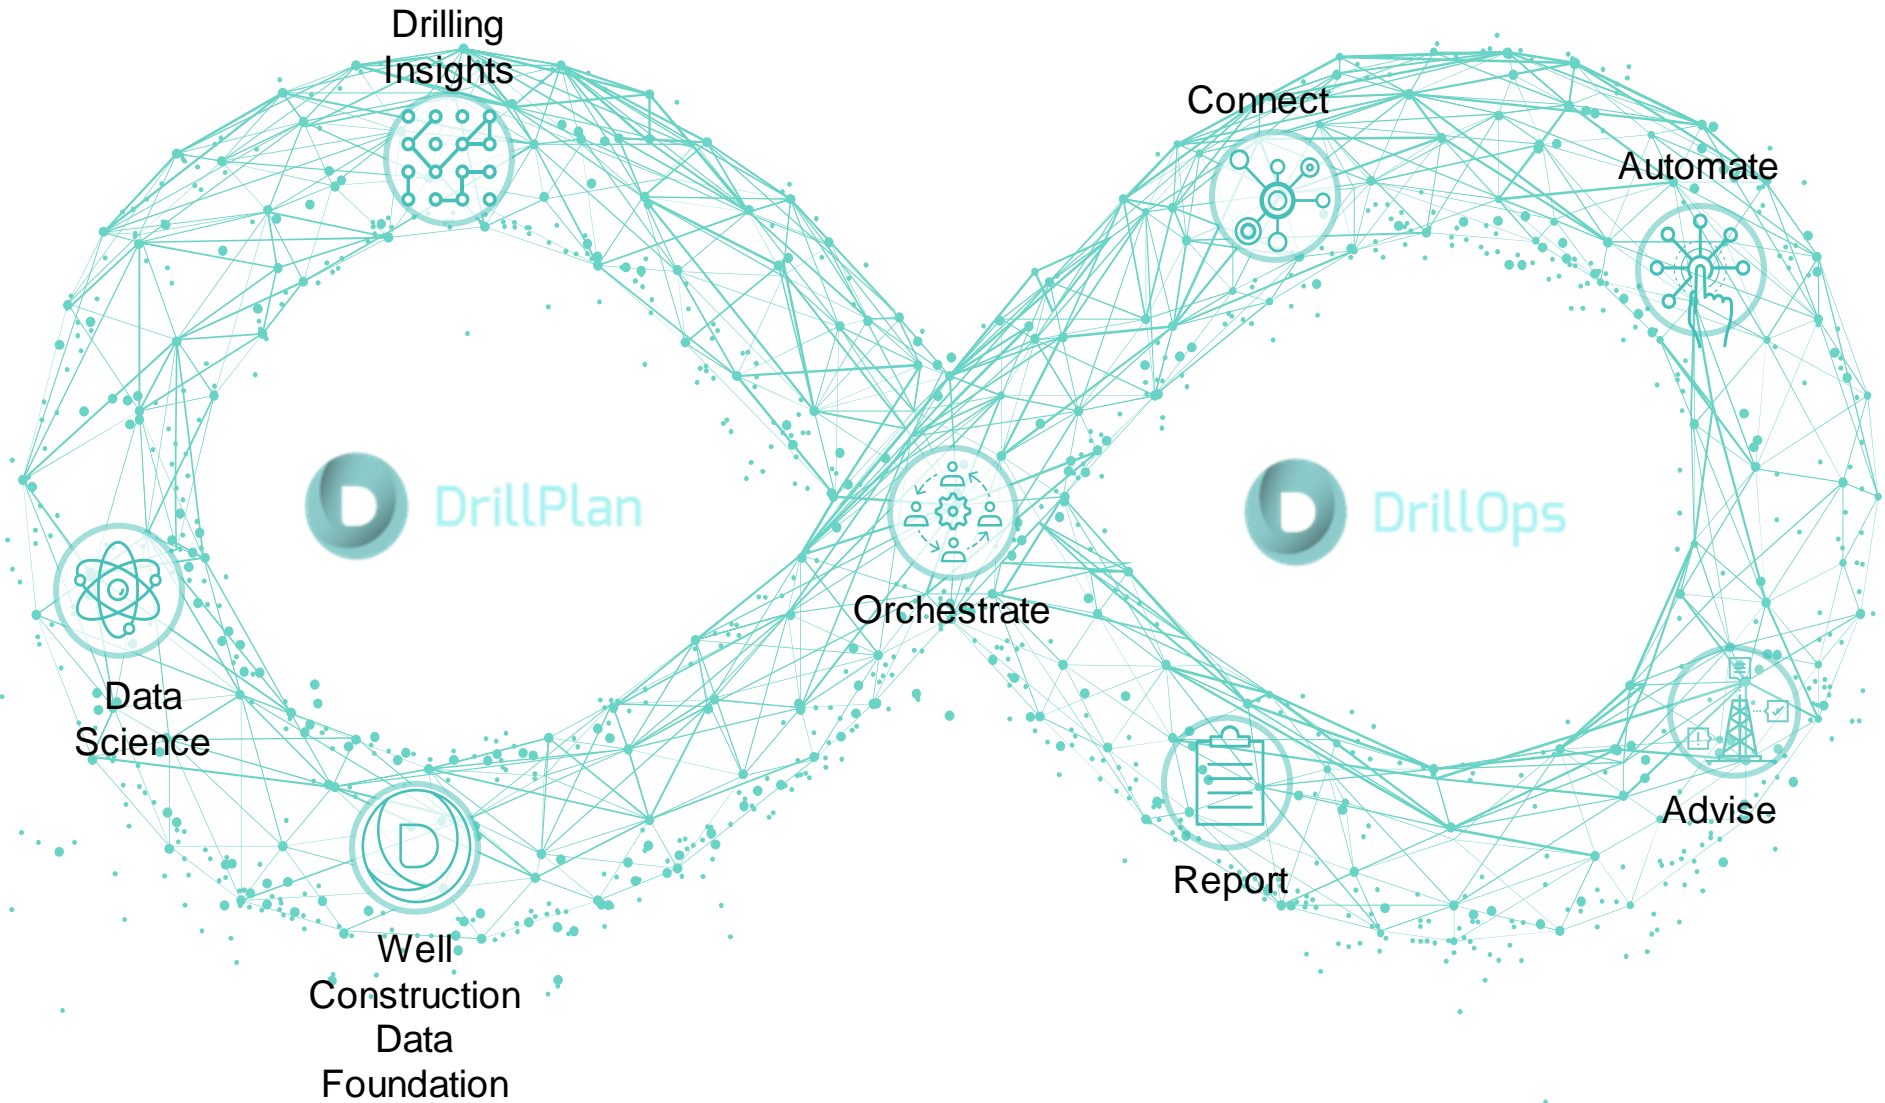 Drilling
Insights
Connect
Automate
DrillPlan
DrillOps
Orchestrate
Data
Science
Advise
Report
Well
Construction
Data
Foundation